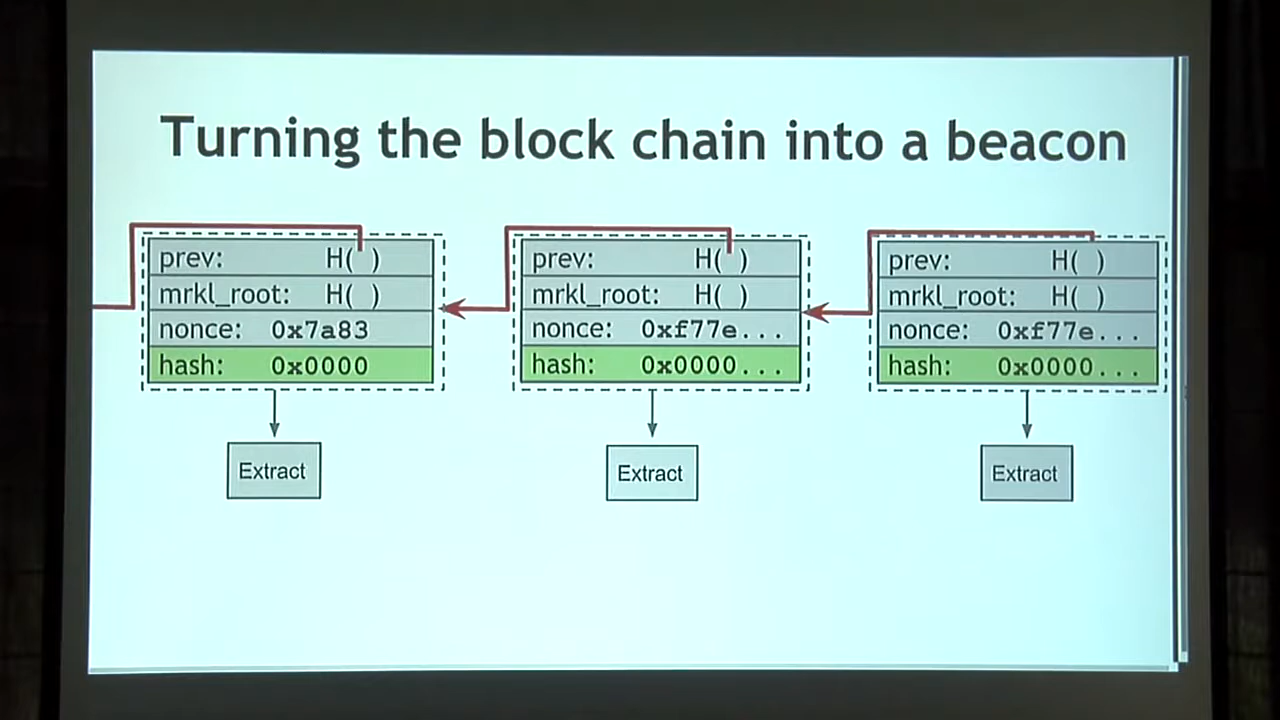 Turning the block chain into a beacon
prev: H( )
mrkl_root: H( )
nonce: 0x7a83
hash: 0x0000
Extract
prev: H( )
mrkl_root: H( )
nonce: 0xf77e...
hash: 0x0000...
Extract
prev: H( )
mrkl_root: H( )
nonce: 0xf77e...
hash: 0x0000...
Extract